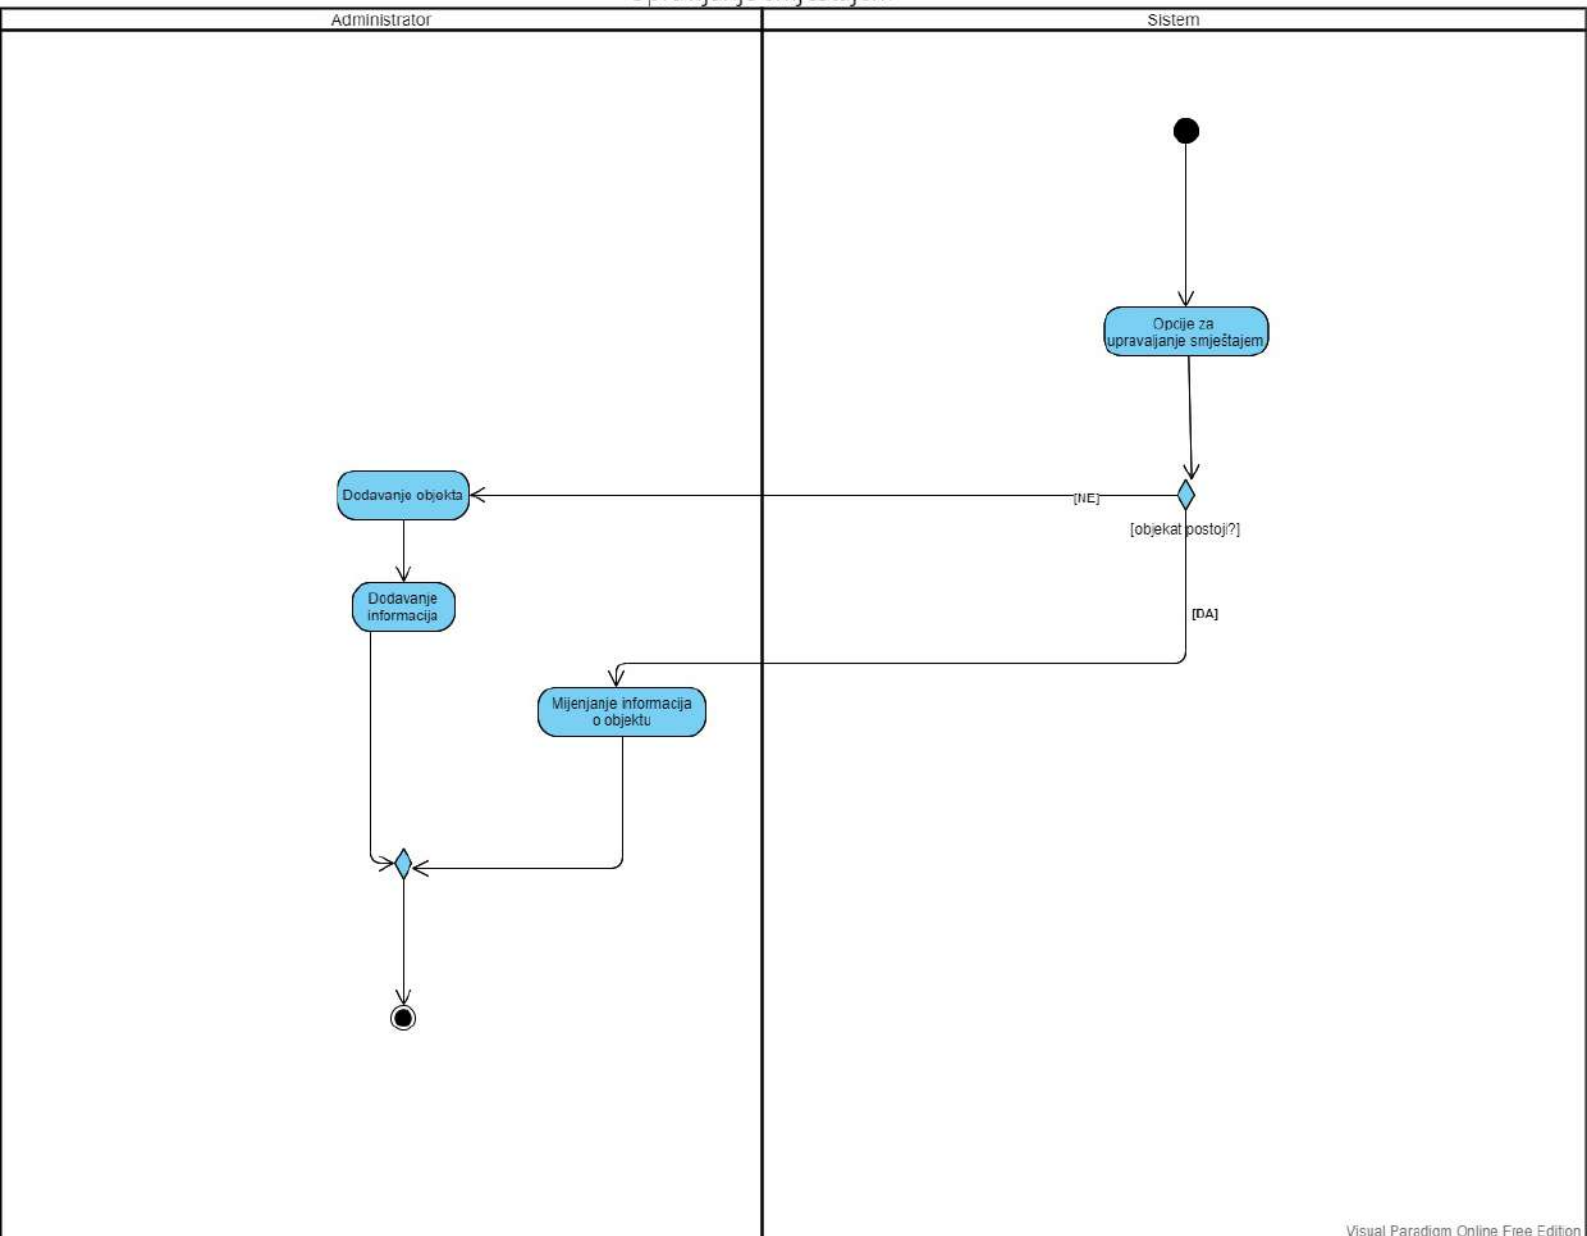 Administrator
Sistem
Opcije za
upravaljanje smještajem
Dodavanje objekta
[NE]
[objekat postoji?]
Dodavanje
informacija
[DA]
Mijenjanje informacija
o objektu
Visual Paradigm Online Free Edition